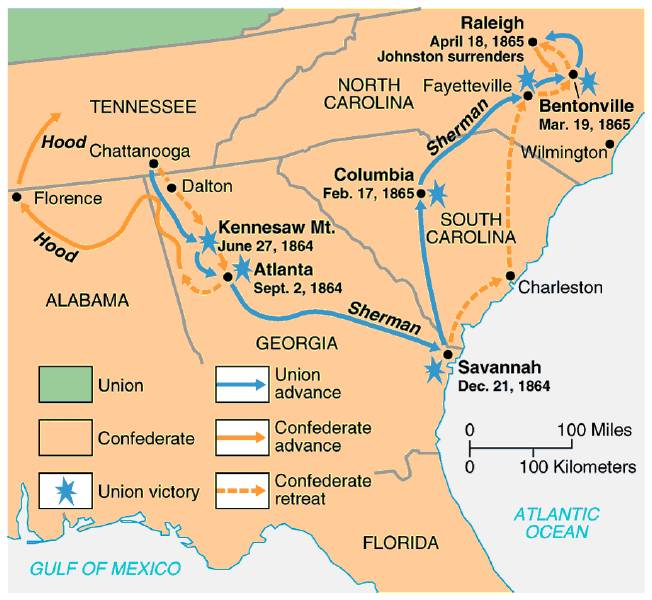 Raleigh
April 18, 1865
Johnston surrenders
NORTH
CAROLINA
Fayetteville
Bentonville
Mar. 19, 1865
Wilmington
Sherman
TENNESSEE
Hood
Chattanooga
Dalton
Florence
Hood
Columbia
Feb. 17, 1865
SOUTH
CAROLINA
Kennesaw Mt.
June 27, 1864
Atlanta
Sept. 2, 1864
Charleston
ALABAMA
Sherman
GEORGIA
Savannah
Dec. 21, 1864
Union
Confederate
Union victory
Union
advance
Confederate
advance
Confederate
retreat
0 100 Miles
0 100 Kilometers
ATLANTIC
OCEAN
FLORIDA
GULF OF MEXICO